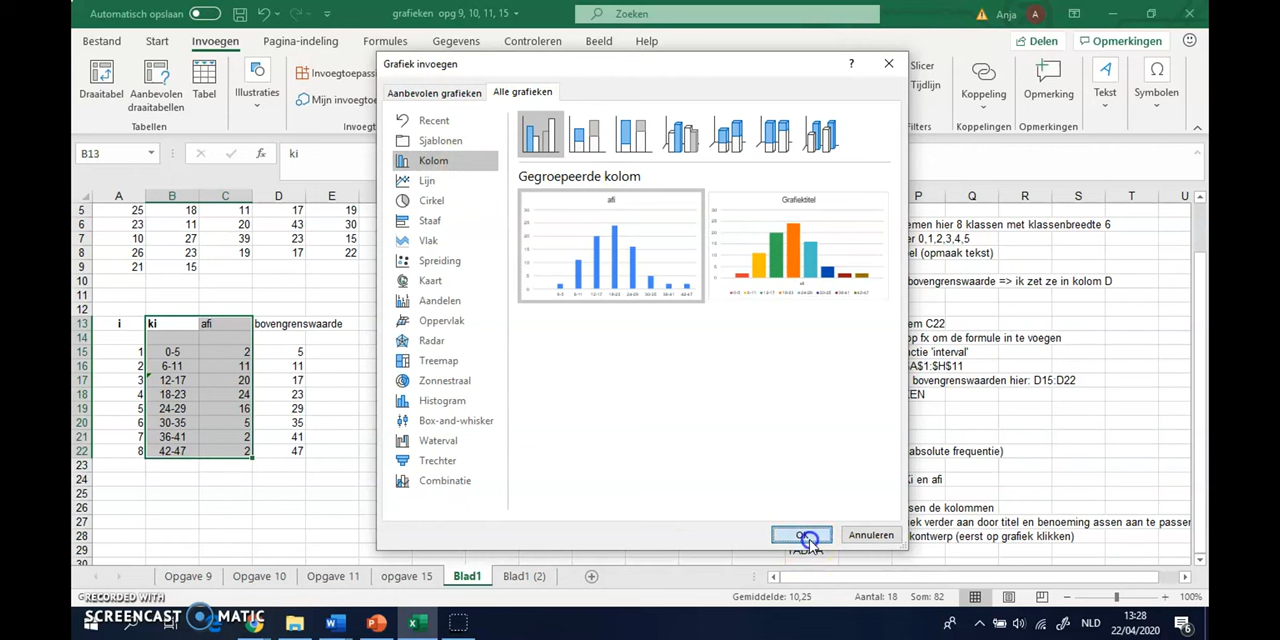 Automatisch opslaan
grafieken opg 9, 10, 11, 15
Zoeken
Anja
A
Bestand
Start
Invoegen
Pagina-indeling
Formules
Gegevens
Controleren
Beeld
Help
Delen
Opmerkingen
Draaitabel
Aanbevolen
draaitabellen
Tabel
Illustraties
Invoegtoepass
Mijn invoegto
Slicer
Tijdlijn
Koppeling
Opmerking
Tekst
Symbolen
Tabellen
Invoegt
Filters
Koppelingen
Opmerkingen
B13
fx
ki
A B C D E P Q R S T U
5 25 18 11 17 19
6 23 11 20 43 30
7 10 27 39 23 15
8 26 23 19 17 22
9 21 15
10
11
12
13 i ki afi bovengrenswaarde
14
15 1 0-5 2 5
16 2 6-11 11 11
17 3 12-17 20 17
18 4 18-23 24 23
19 5 24-29 16 29
20 6 30-35 5 35
21 7 36-41 2 41
22 8 42-47 2 47
23
24
25
26
27
28
29
emen hier 8 klassen met klassenbreedte 6
er 0,1,2,3,4,5
el (opmaak tekst)
bovengrenswaarde => ik zet ze in kolom D
em C22
op fx om de formule in te voegen
ctie 'interval'
A$1:$H$11
bovengrenswaarden hier: D15:D22
EN
absolute frequentie)
Ki en afi
sen de kolommen
ek verder aan door titel en benoeming assen aan te passer
kontwerp (eerst op grafiek klikken)
Grafiek invoegen
?
Aanbevolen grafieken
Alle grafieken
Recent
Sjablonen
Kolom
Lijn
Cirkel
Staaf
Vlak
Spreiding
Kaart
Aandelen
Oppervlak
Radar
Treemap
Zonnestraal
Histogram
Box-and-whisker
Waterval
Trechter
Combinatie
Gegroepeerde kolom
afi
Grafiektitel
OK
Annuleren
Opgave 9
Opgave 10
Opgave 11
opgave 15
Blad1
Blad1 (2)
Gemiddelde: 10,25
Aantal: 18
Som: 82
100%
RECORDED WITH
SCREENCAST MATIC
NLD
13:28
22/04/2020
6